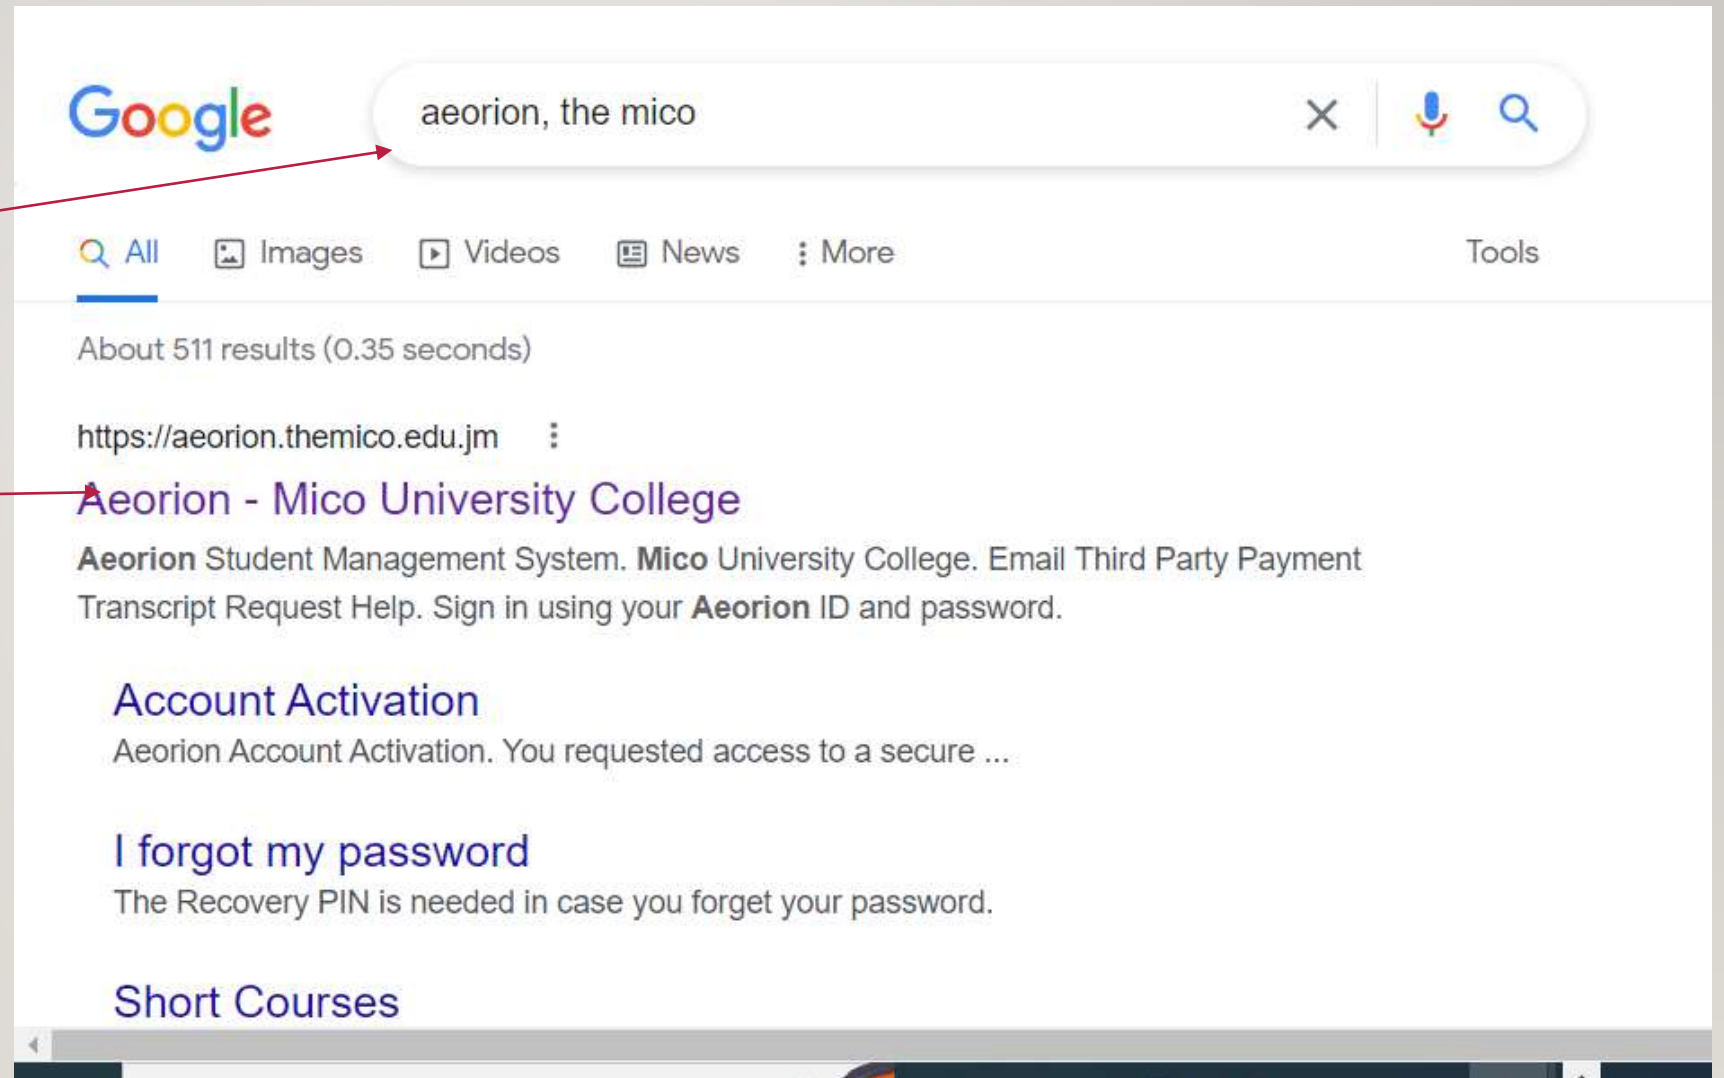 Google
aeorion, the mico
All Images Videos News More Tools
About 511 results (0.35 seconds)
https://aeorion.themico.edu.jm
Aeorion - Mico University College
Aeorion Student Management System. Mico University College. Email Third Party Payment
Transcript Request Help. Sign in using your Aeorion ID and password.
Account Activation
Aeorion Account Activation. You requested access to a secure ...
I forgot my password
The Recovery PIN is needed in case you forget your password.
Short Courses